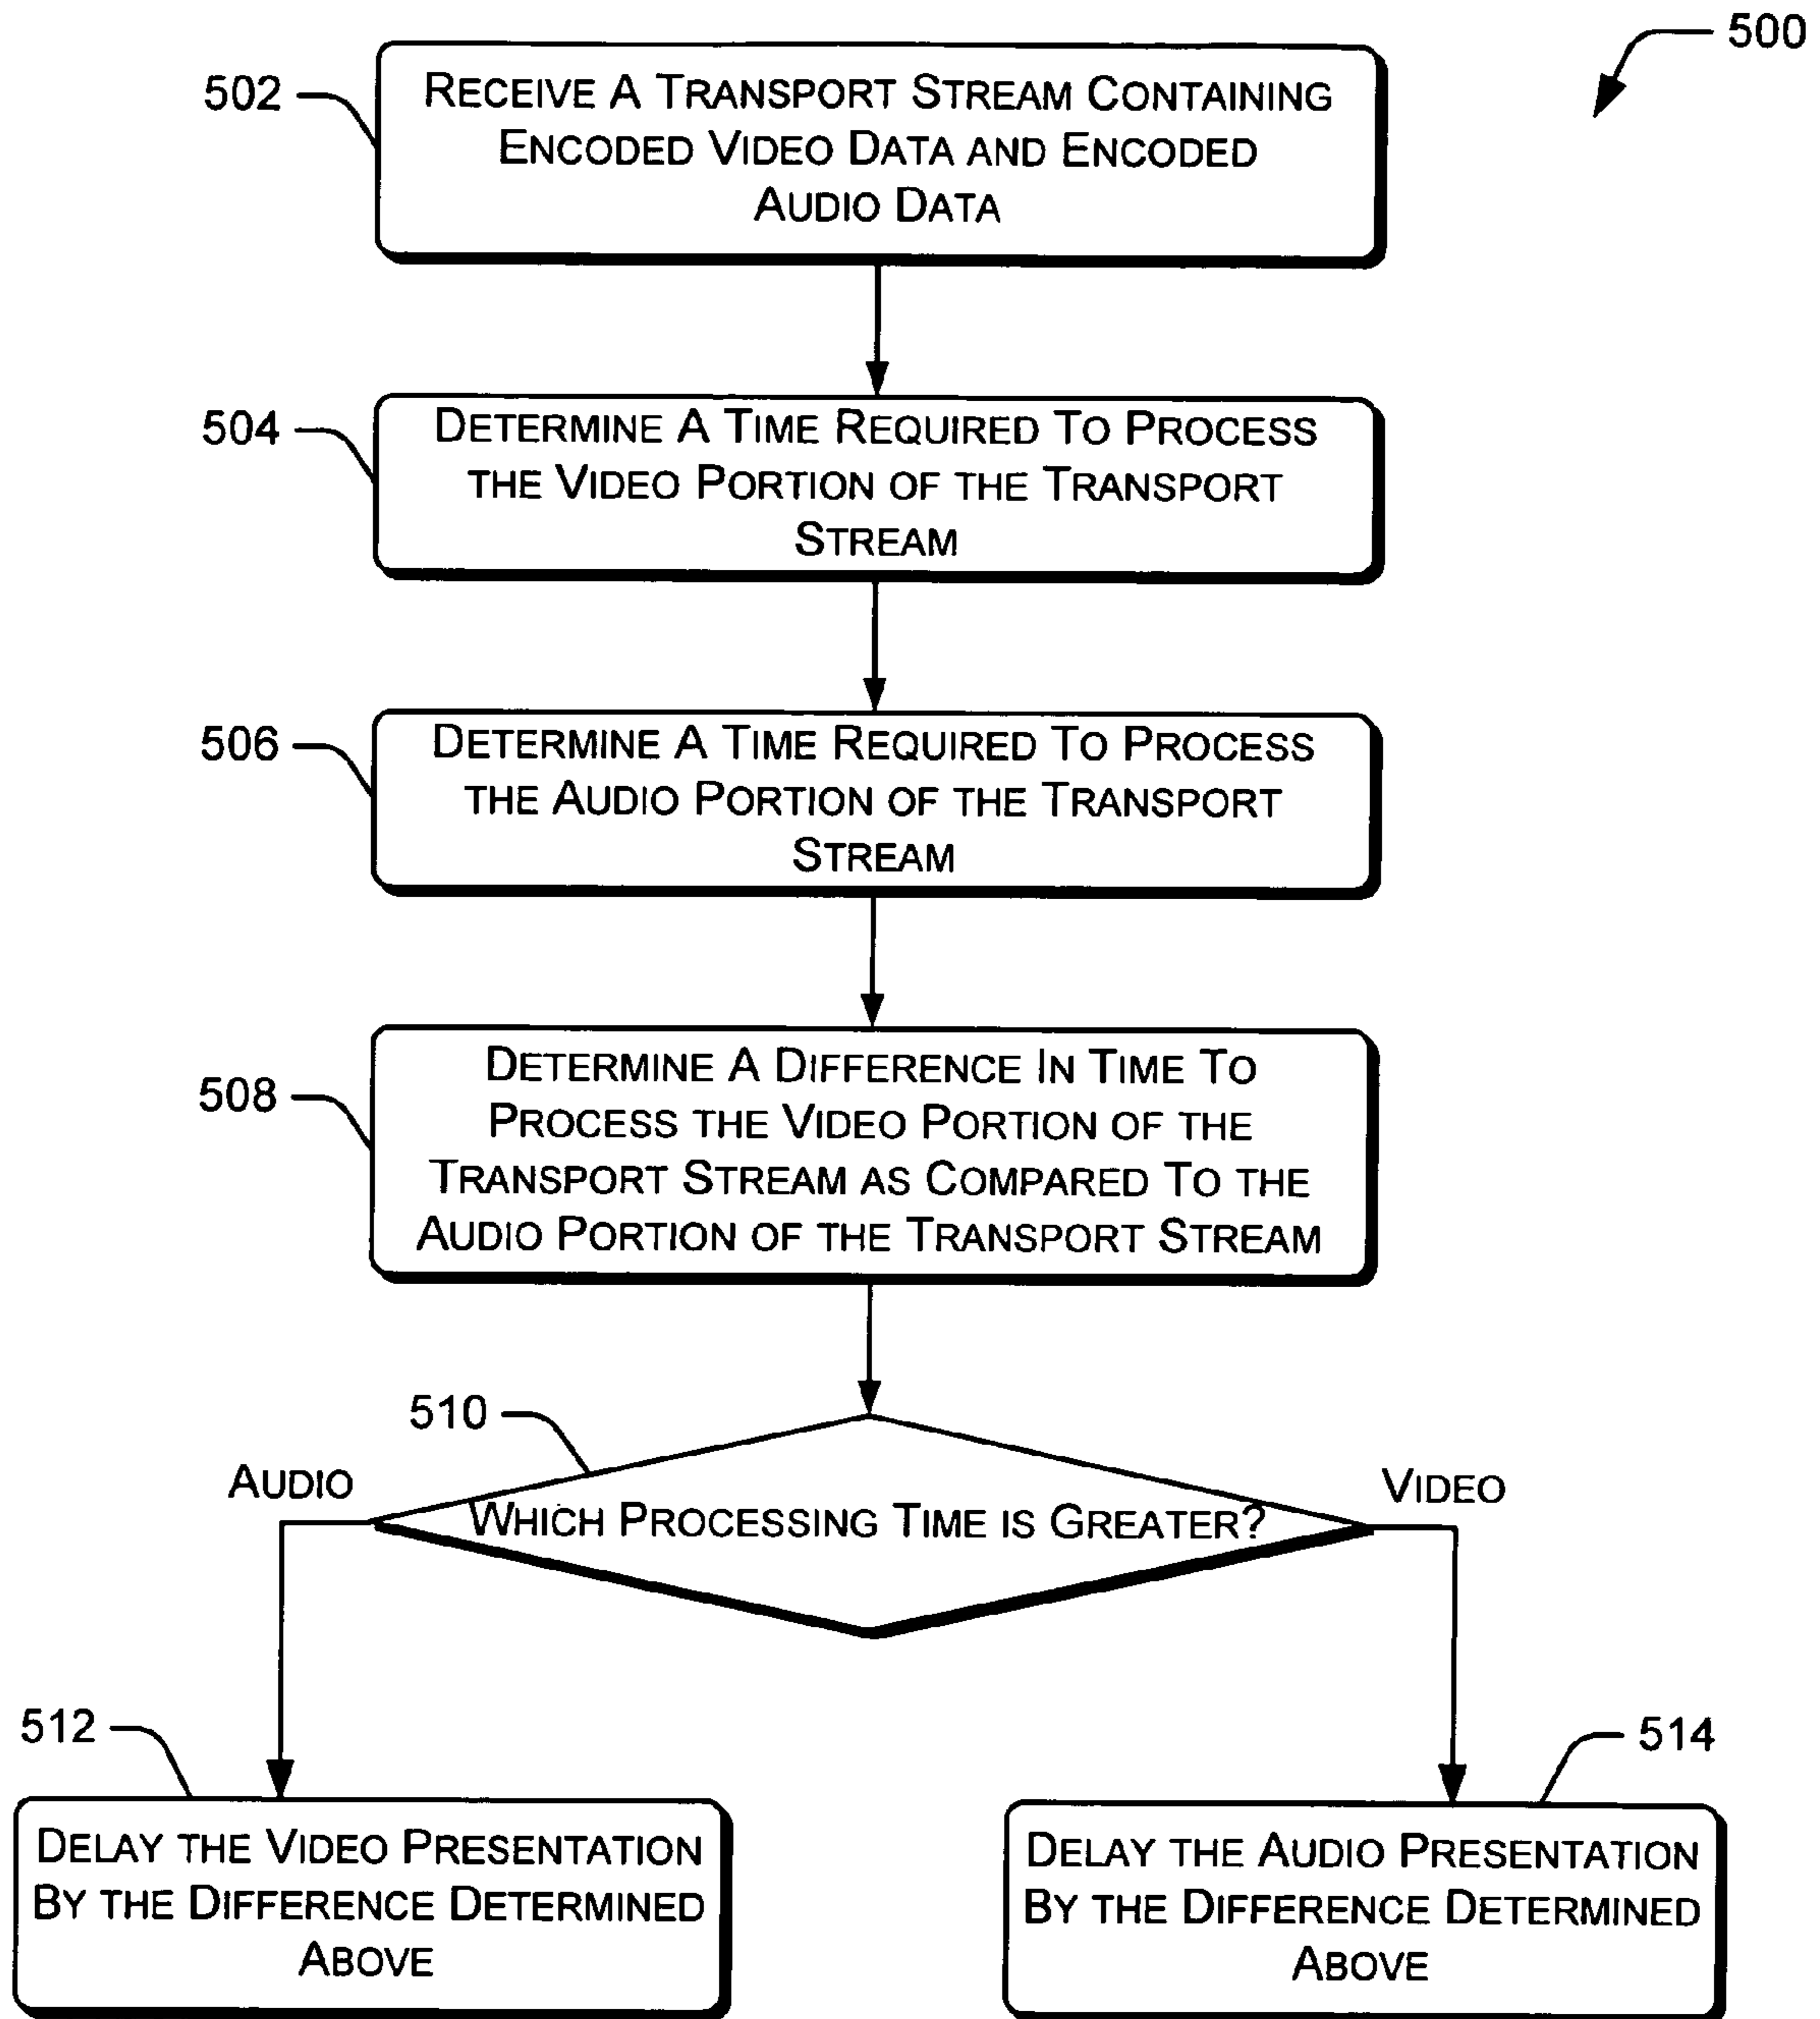 500
502
RECEIVE A TRANSPORT STREAM CONTAINING
ENCODED VIDEO DATA AND ENCODED
AUDIO DATA
504
DETERMINE A TIME REQUIRED TO PROCESS
THE VIDEO PORTION OF THE TRANSPORT
STREAM
506
DETERMINE A TIME REQUIRED TO PROCESS
THE AUDIO PORTION OF THE TRANSPORT
STREAM
508
DETERMINE A DIFFERENCE IN TIME TO
PROCESS THE VIDEO PORTION OF THE
TRANSPORT STREAM AS COMPARED TO THE
AUDIO PORTION OF THE TRANSPORT STREAM
510
AUDIO
WHICH PROCESSING TIME IS GREATER?
VIDEO
512
DELAY THE VIDEO PRESENTATION
BY THE DIFFERENCE DETERMINED
ABOVE
514
DELAY THE AUDIO PRESENTATION
BY THE DIFFERENCE DETERMINED
ABOVE